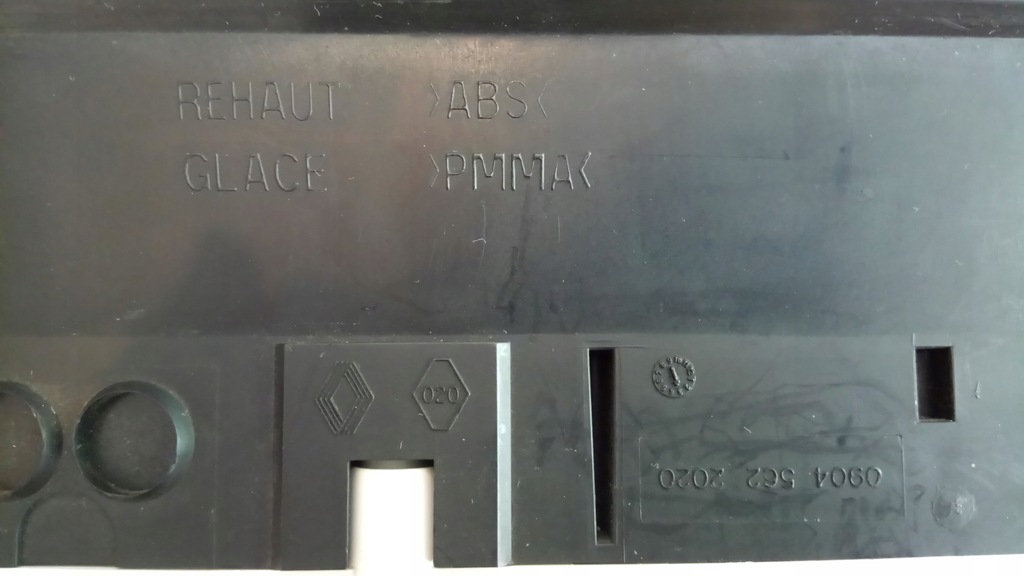 REHAUT >ABS<
GLACE >PMMA<
020
0904 562 2020